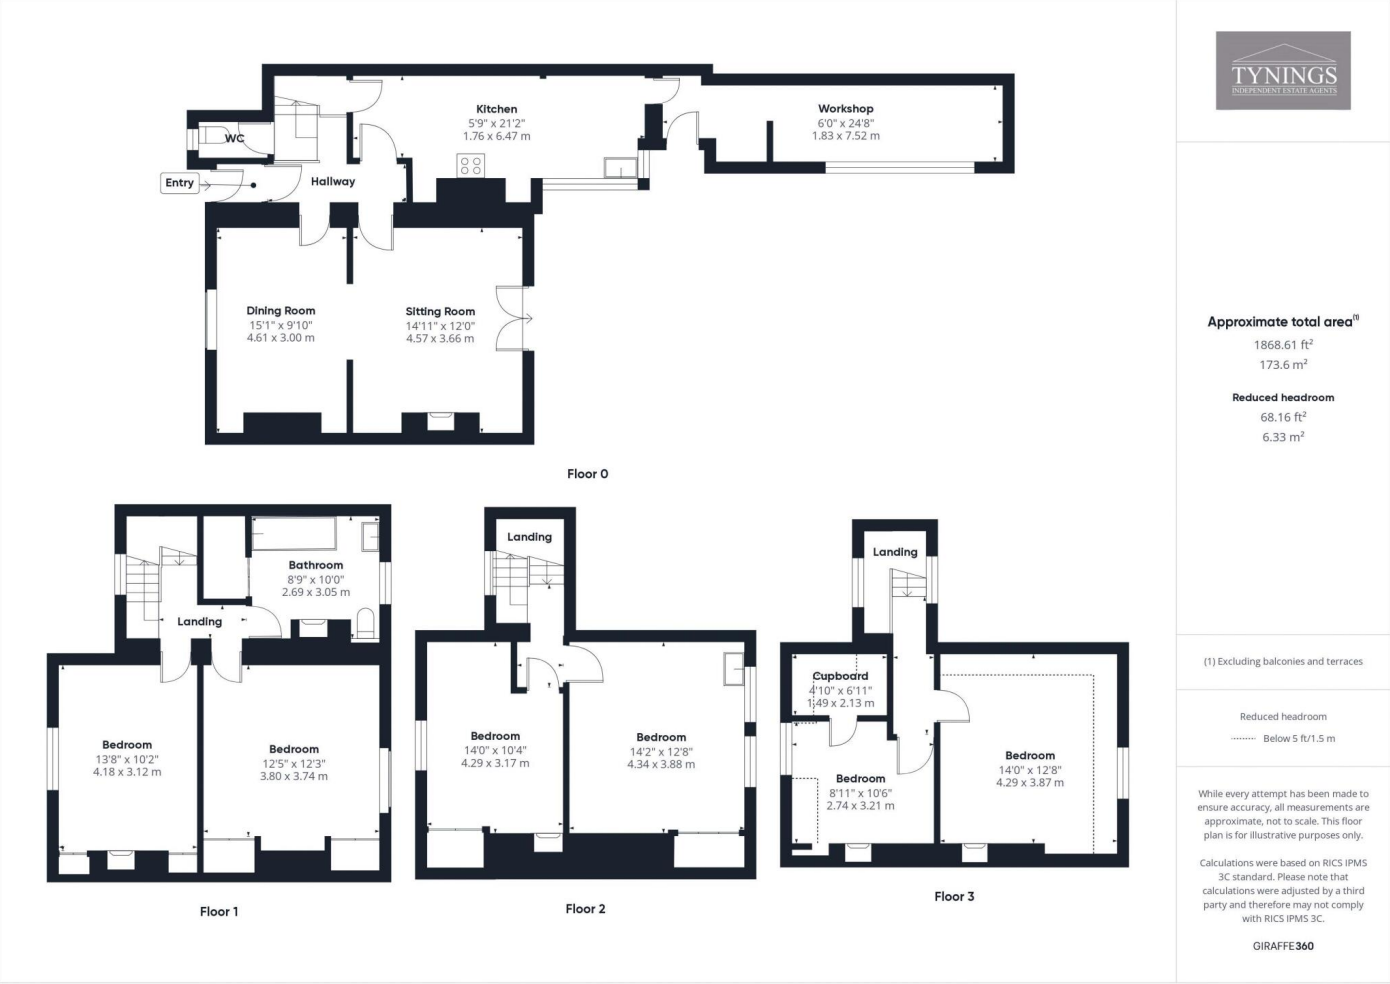 Kitchen
5'9" x 21'2"
1.76 x 6.47 m
Workshop
6'0" x 24'8"
1.83 x 7.52 m
WC
Entry
Hallway
Dining Room
15'1" x 9'10"
4.61 x 3.00 m
Sitting Room
14'11" x 12'0"
4.57 x 3.66 m
Floor 0
Bathroom
8'9" x 10'0"
2.69 x 3.05 m
Landing
Bedroom
13'8" x 10'2"
4.18 x 3.12 m
Bedroom
12'5" x 12'3"
3.80 x 3.74 m
Floor 1
Landing
Bedroom
14'0" x 10'4"
4.29 x 3.17 m
Bedroom
14'2" x 12'8"
4.34 x 3.88 m
Floor 2
Landing
Cupboard
4'10" x 6'11"
1.49 x 2.13 m
Bedroom
8'11" x 10'6"
2.74 x 3.21 m
Bedroom
14'0" x 12'8"
4.29 x 3.87 m
Floor 3
TYNINGS
INDEPENDENT ESTATE AGENTS
Approximate total area(1)
1868.61 ft²
173.6 m²
Reduced headroom
68.16 ft²
6.33 m²
(1) Excluding balconies and terraces
Reduced headroom
Below 5 ft/1.5 m
While every attempt has been made to
ensure accuracy, all measurements are
approximate, not to scale. This floor
plan is for illustrative purposes only.
Calculations were based on RICS IPMS
3C standard. Please note that
calculations were adjusted by a third
party and therefore may not comply
with RICS IPMS 3C.
GIRAFFE360